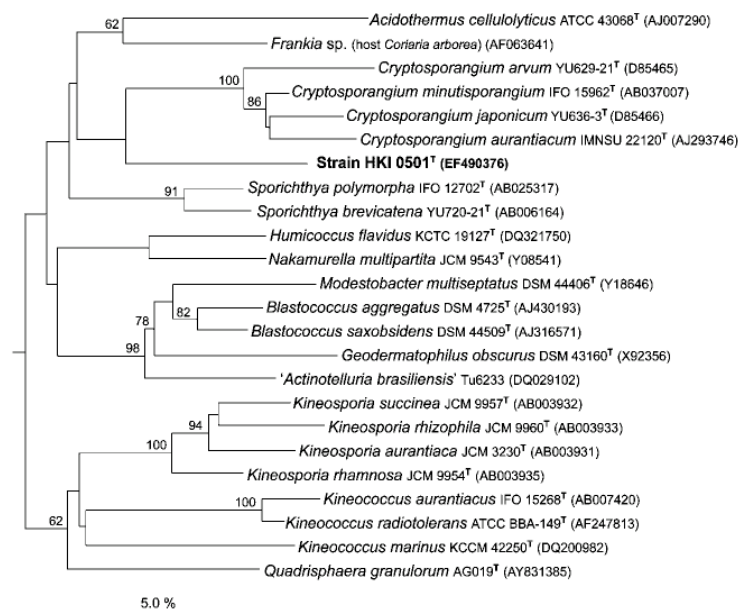 62
Acidothermus cellulolyticus ATCC 43068T (AJ007290)
Frankia sp. (host Coriaria arborea) (AF063641)
Cryptosporangium arvum YU629-21T (D85465)
100
Cryptosporangium minutisporangium IFO 15962T (AB037007)
86
Cryptosporangium japonicum YU636-3T (D85466)
Cryptosporangium aurantiacum IMNSU 22120T (AJ293746)
Strain HKI 0501T (EF490376)
91
Sporichthya polymorpha IFO 12702T (AB025317)
Sporichthya brevicatena YU720-21T (AB006164)
Humicoccus flavidus KCTC 19127T (DQ321750)
Nakamurella multipartita JCM 9543T (Y08541)
Modestobacter multiseptatus DSM 44406T (Y18646)
Blastococcus aggregatus DSM 4725T (AJ430193)
82
78
Blastococcus saxobsidens DSM 44509T (AJ316571)
98
Geodermatophilus obscurus DSM 43160T (X92356)
'Actinotelluria brasiliensis' Tu6233 (DQ029102)
Kineosporia succinea JCM 9957T (AB003932)
94
Kineosporia rhizophila JCM 9960T (AB003933)
100
Kineosporia aurantiaca JCM 3230T (AB003931)
Kineosporia rhamnosa JCM 9954T (AB003935)
100
Kineococcus aurantiacus IFO 15268T (AB007420)
62
Kineococcus radiotolerans ATCC BBA-149T (AF247813)
Kineococcus marinus KCCM 42250T (DQ200982)
Quadrisphaera granulorum AG019T (AY831385)
5.0 %